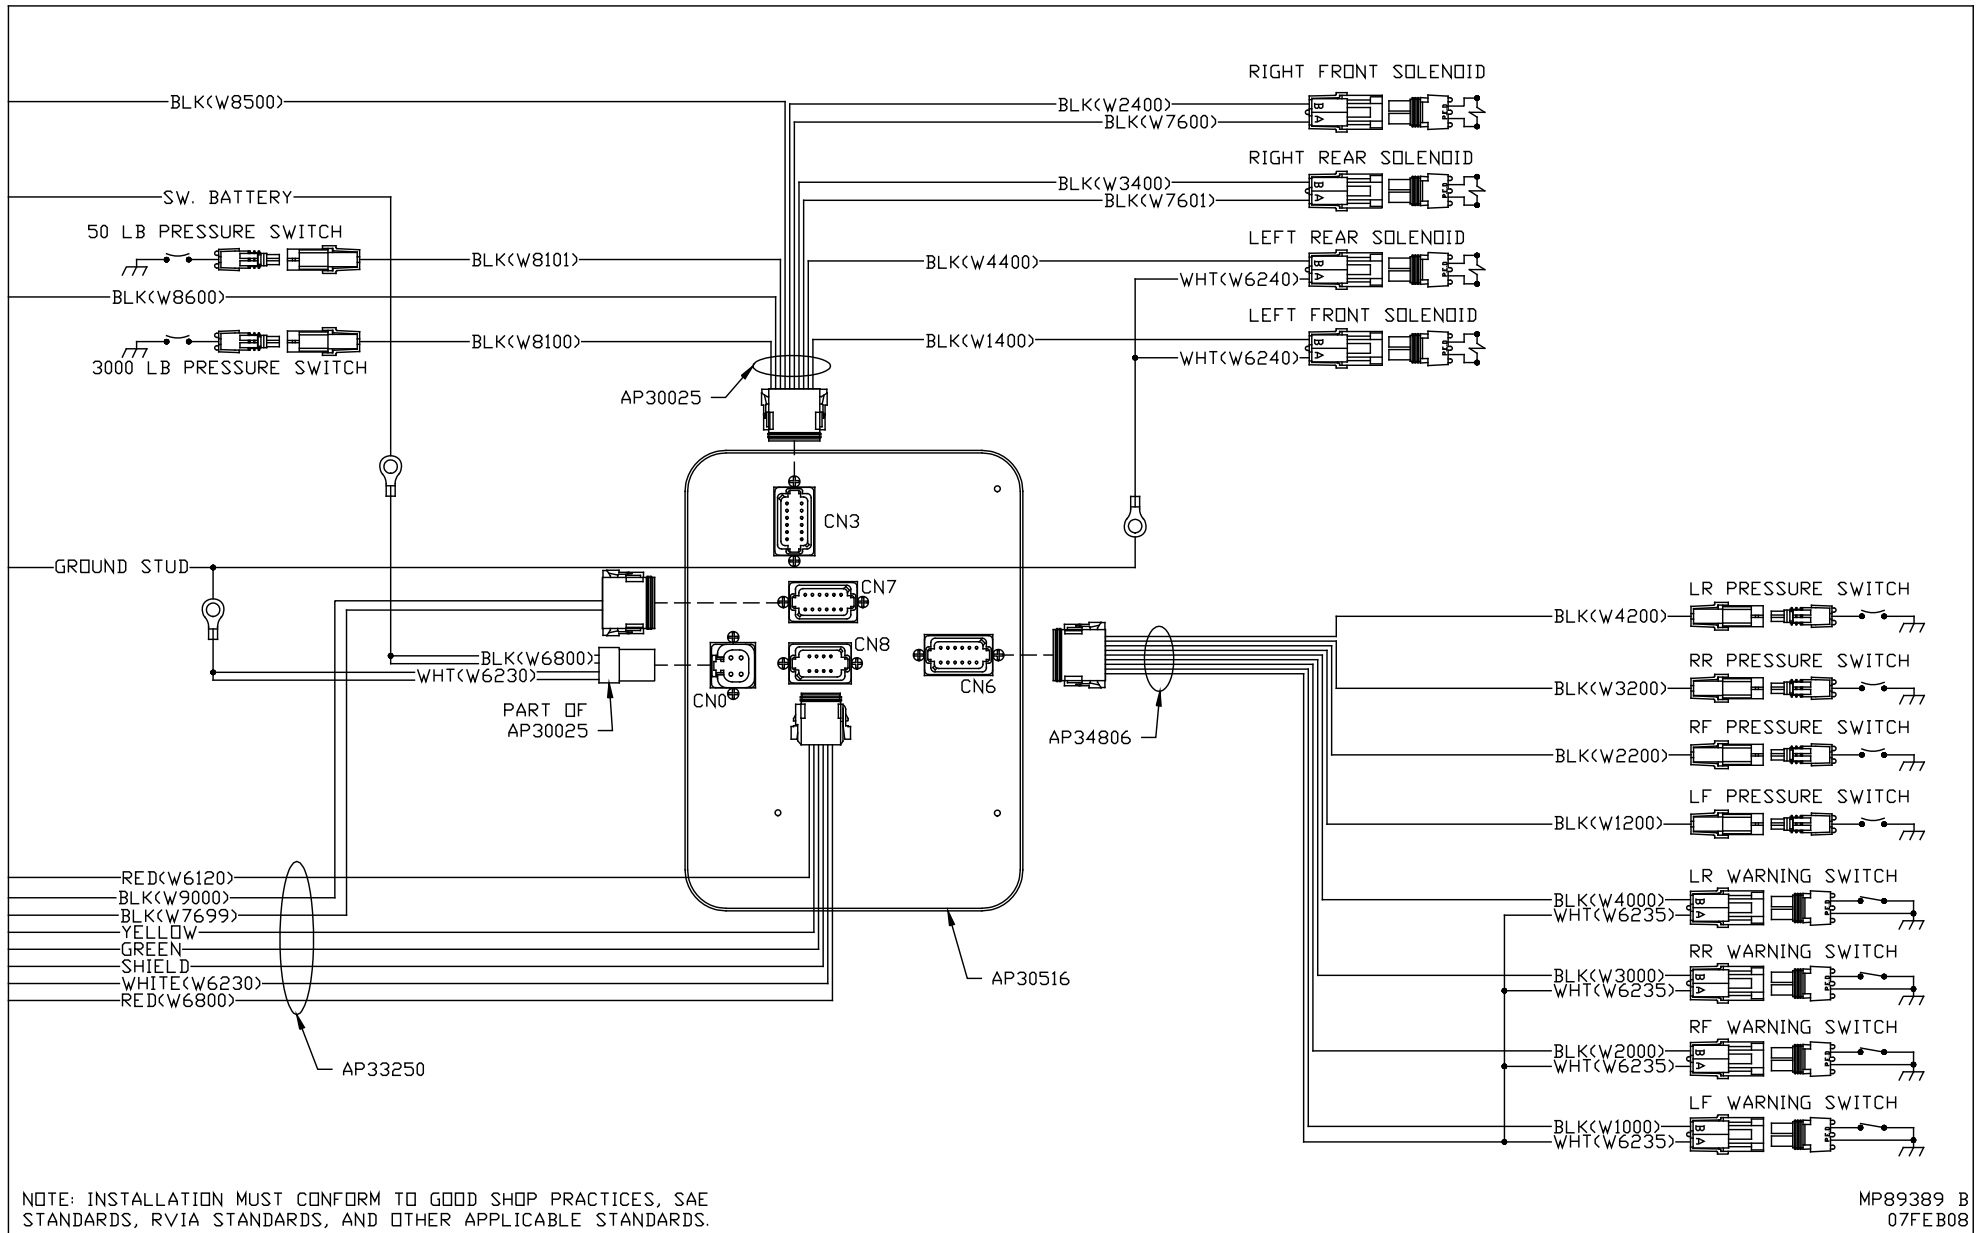 RIGHT FRONT SOLENOID
BLK(W8500)
BLK(W2400)
BLK(W7600)
B
A
RIGHT REAR SOLENOID
BLK(W3400)
BLK(W7601)
B
A
SW. BATTERY
50 LB PRESSURE SWITCH
BLK(W8101)
LEFT REAR SOLENOID
BLK(W4400)
WHT(W6240)
B
A
BLK(W8600)
LEFT FRONT SOLENOID
BLK(W8100)
BLK(W1400)
WHT(W6240)
B
A
3000 LB PRESSURE SWITCH
AP30025
CN3
GROUND STUD
CN7
CN8
BLK(W6800)
WHT(W6230)
CN0
CN6
PART OF
AP30025
AP34806
LR PRESSURE SWITCH
BLK(W4200)
RR PRESSURE SWITCH
BLK(W3200)
RF PRESSURE SWITCH
BLK(W2200)
LF PRESSURE SWITCH
BLK(W1200)
LR WARNING SWITCH
BLK(W4000)
WHT(W6235)
B
A
RR WARNING SWITCH
BLK(W3000)
WHT(W6235)
B
A
RF WARNING SWITCH
BLK(W2000)
WHT(W6235)
B
A
LF WARNING SWITCH
BLK(W1000)
WHT(W6235)
B
A
RED(W6120)
BLK(W9000)
BLK(W7699)
YELLOW
GREEN
SHIELD
WHITE(W6230)
RED(W6800)
AP30516
AP33250
NOTE: INSTALLATION MUST CONFORM TO GOOD SHOP PRACTICES, SAE
STANDARDS, RVIA STANDARDS, AND OTHER APPLICABLE STANDARDS.
MP89389 B
07FEB08